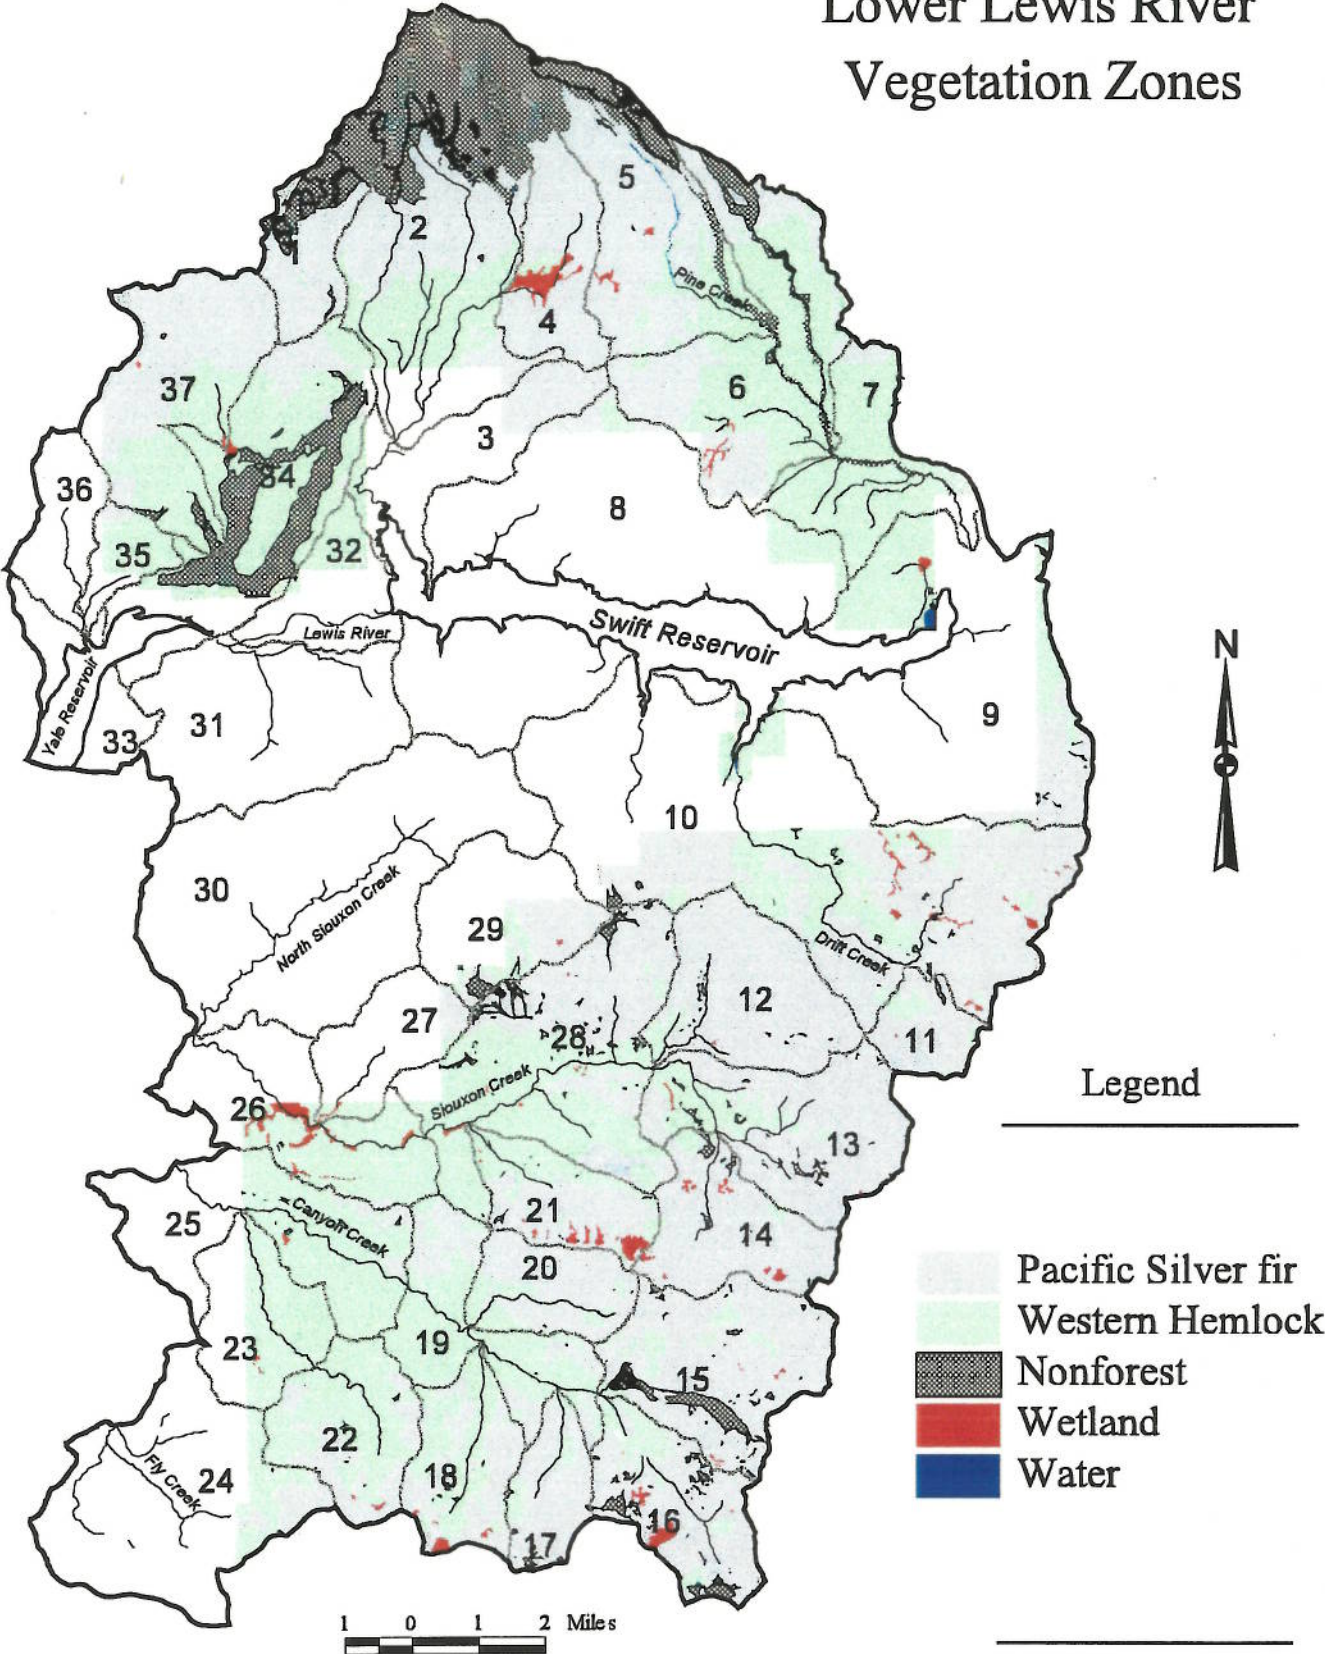 Lower Lewis River
Vegetation Zones
5
2
Pine Creek
4
37
6
7
3
36
34
8
35
32
Swift Reservoir
Lewis River
N
Yale Reservoir
33
31
9
10
30
North Siouxon Creek
29
Drift Creek
12
27
28
11
Siouxon Creek
Legend
26
13
21
25
Canyon Creek
14
20
Pacific Silver fir
Western Hemlock
19
23
Nonforest
15
Wetland
22
Water
18
24
Fly Creek
16
17
1 0 1 2 Miles